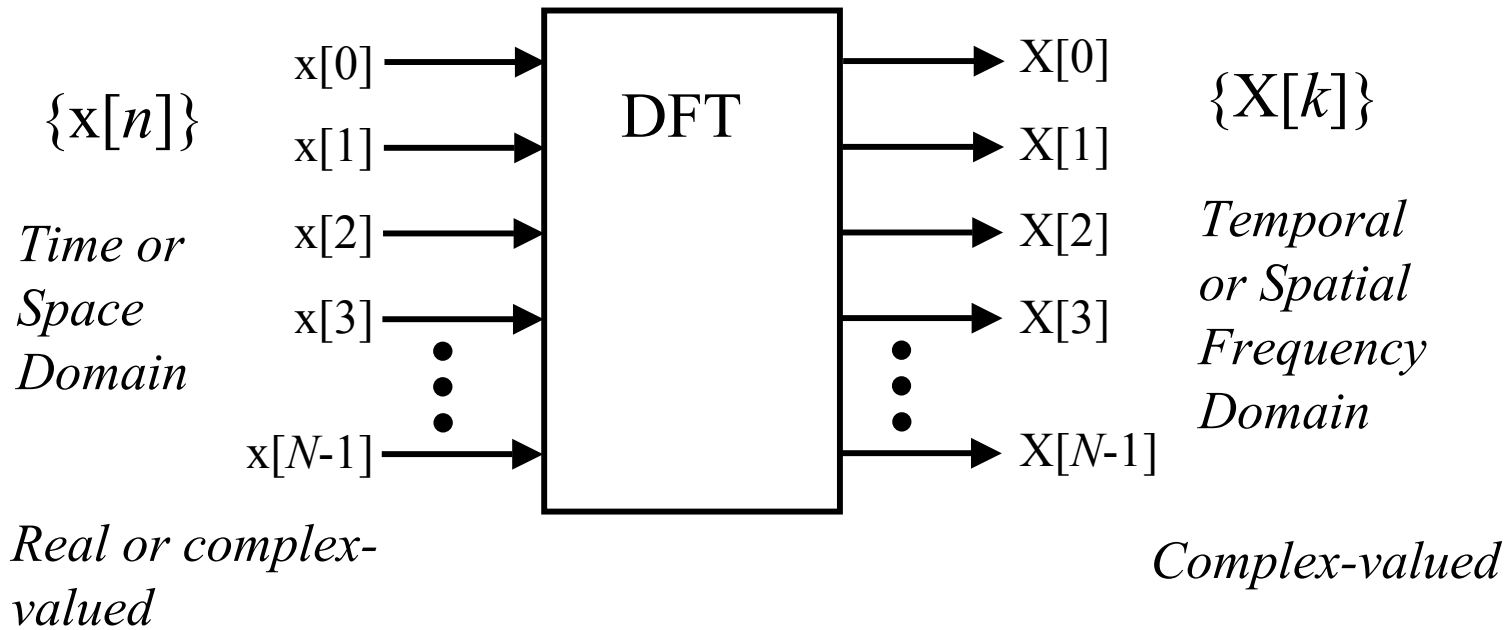 {x[n]}
Time or
Space
Domain
x[0]
x[1]
x[2]
x[3]
x[N-1]
Real or complex-
valued
DFT
X[0]
X[1]
X[2]
X[3]
X[N-1]
{X[k]}
Temporal
or Spatial
Frequency
Domain
Complex-valued